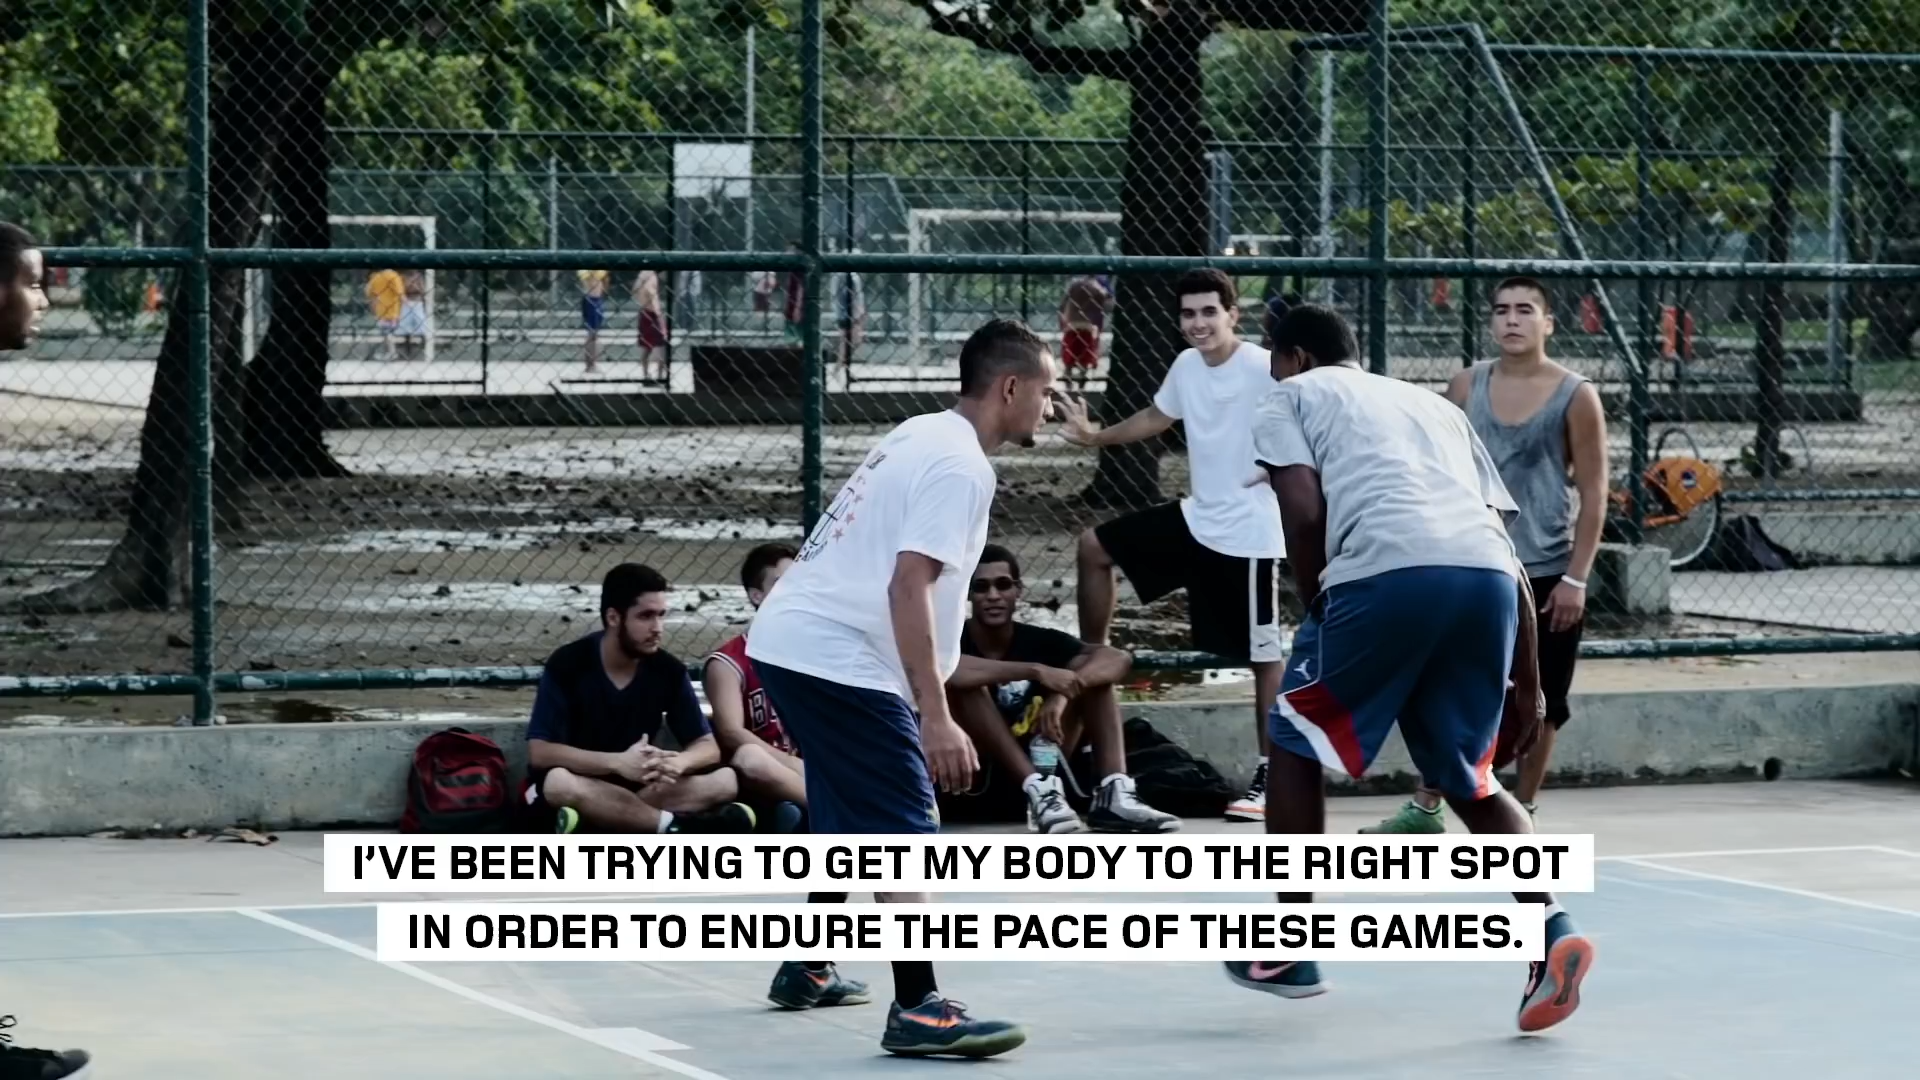 I'VE BEEN TRYING TO GET MY BODY TO THE RIGHT SPOT
IN ORDER TO ENDURE THE PACE OF THESE GAMES.